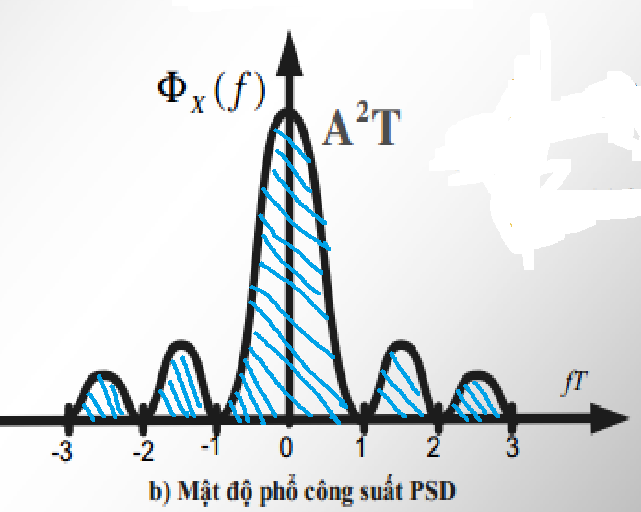 Φ_X(f)
A²T
fT
-3 -2 -1 0 1 2 3
b) Mật độ phổ công suất PSD